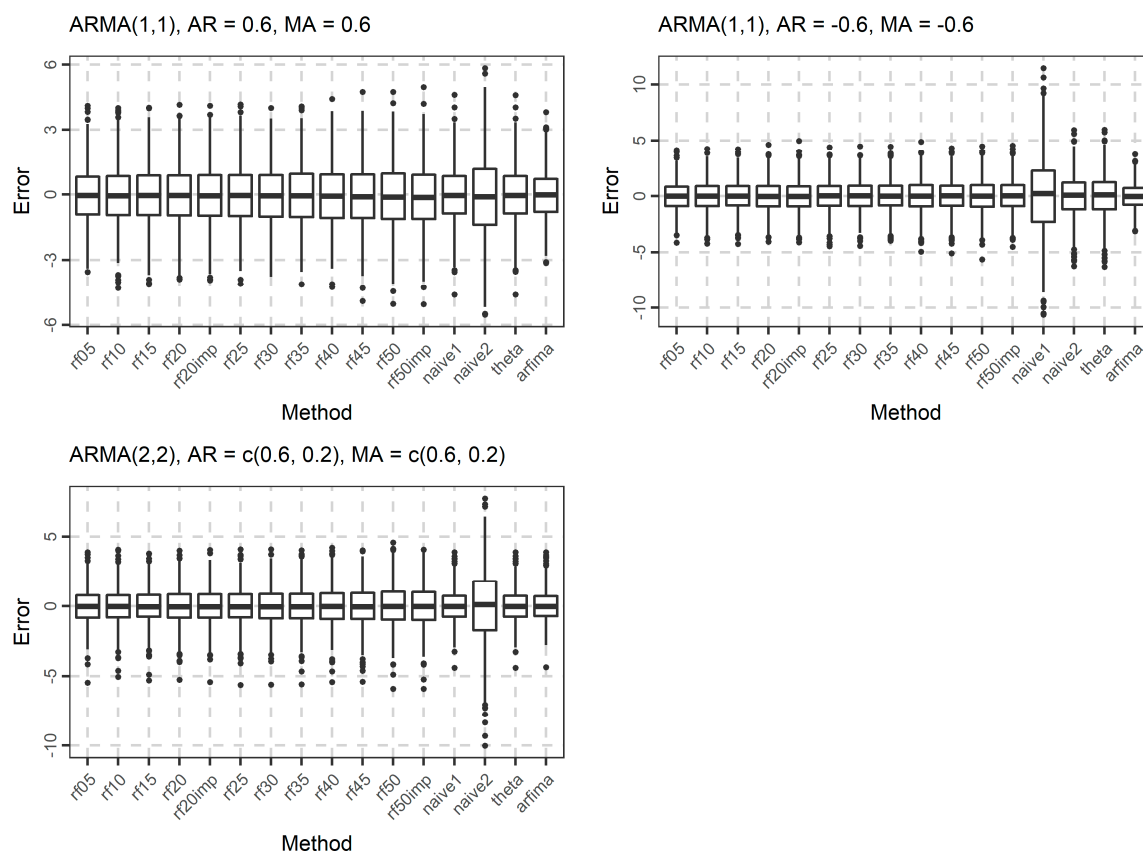 ARMA(1,1), AR = 0.6, MA = 0.6
6
3
0
-3
-6
Error
rf05 rf10 rf15 rf20 rf20imp rf25 rf30 rf35 rf40 rf45 rf50 rf50imp naive1 naive2 theta arfima
Method
ARMA(1,1), AR = -0.6, MA = -0.6
10
5
0
-5
-10
Error
rf05 rf10 rf15 rf20 rf20imp rf25 rf30 rf35 rf40 rf45 rf50 rf50imp naive1 naive2 theta arfima
Method
ARMA(2,2), AR = c(0.6, 0.2), MA = c(0.6, 0.2)
5
0
-5
-10
Error
rf05 rf10 rf15 rf20 rf20imp rf25 rf30 rf35 rf40 rf45 rf50 rf50imp naive1 naive2 theta arfima
Method